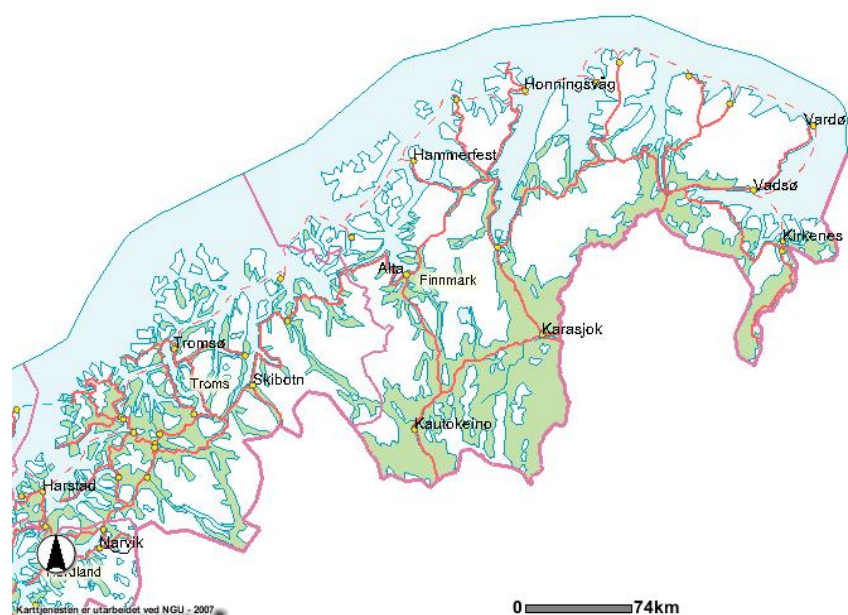 Honningsvåg
Vardø
Hammerfest
Vadsø
Kirkenes
Alta
Finnmark
Karasjok
Tromsø
Troms
Skibotn
Kautokeino
Harstad
Narvik
Karttjenesten er utarbeidet ved NGU - 2007
0 74km